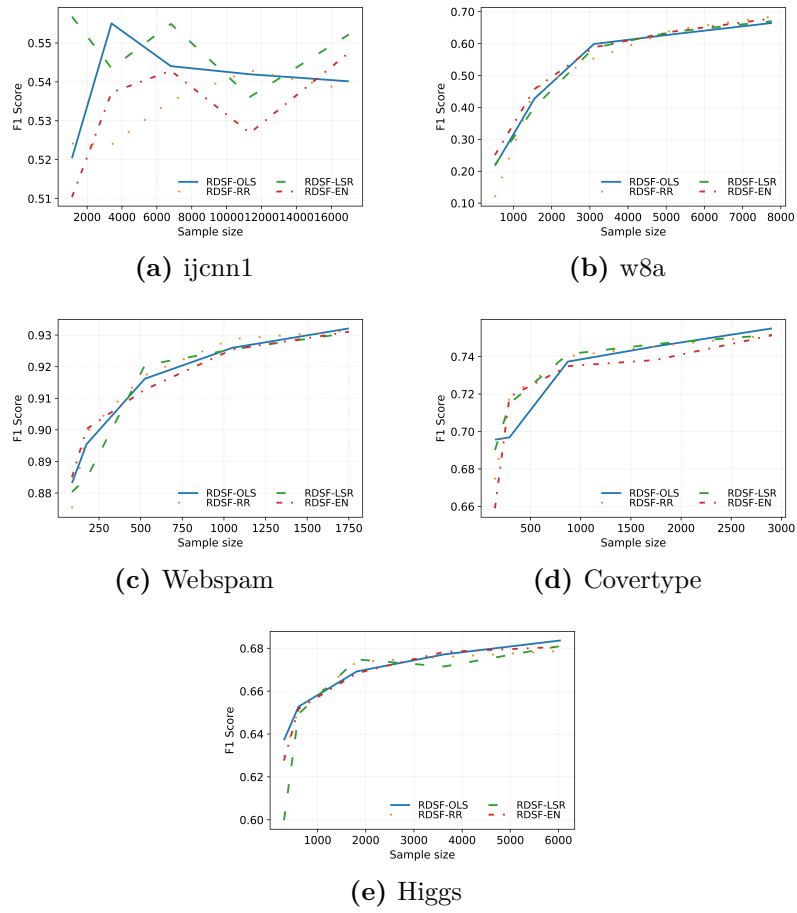 0.55
0.54
0.53
0.52
0.51
F1 Score
RDSF-OLS
RDSF-RR
RDSF-LSR
RDSF-EN
2000 4000 6000 8000 10000 12000 14000 16000
Sample size
(a) ijcnn1
0.70
0.60
0.50
0.40
0.30
0.20
0.10
F1 Score
RDSF-OLS
RDSF-RR
RDSF-LSR
RDSF-EN
1000 2000 3000 4000 5000 6000 7000 8000
Sample size
(b) w8a
0.93
0.92
0.91
0.90
0.89
0.88
F1 Score
RDSF-OLS
RDSF-RR
RDSF-LSR
RDSF-EN
250 500 750 1000 1250 1500 1750
Sample size
(c) Webspam
0.74
0.72
0.70
0.68
0.66
F1 Score
RDSF-OLS
RDSF-RR
RDSF-LSR
RDSF-EN
500 1000 1500 2000 2500 3000
Sample size
(d) Covertype
0.68
0.66
0.64
0.62
0.60
F1 Score
RDSF-OLS
RDSF-RR
RDSF-LSR
RDSF-EN
1000 2000 3000 4000 5000 6000
Sample size
(e) Higgs